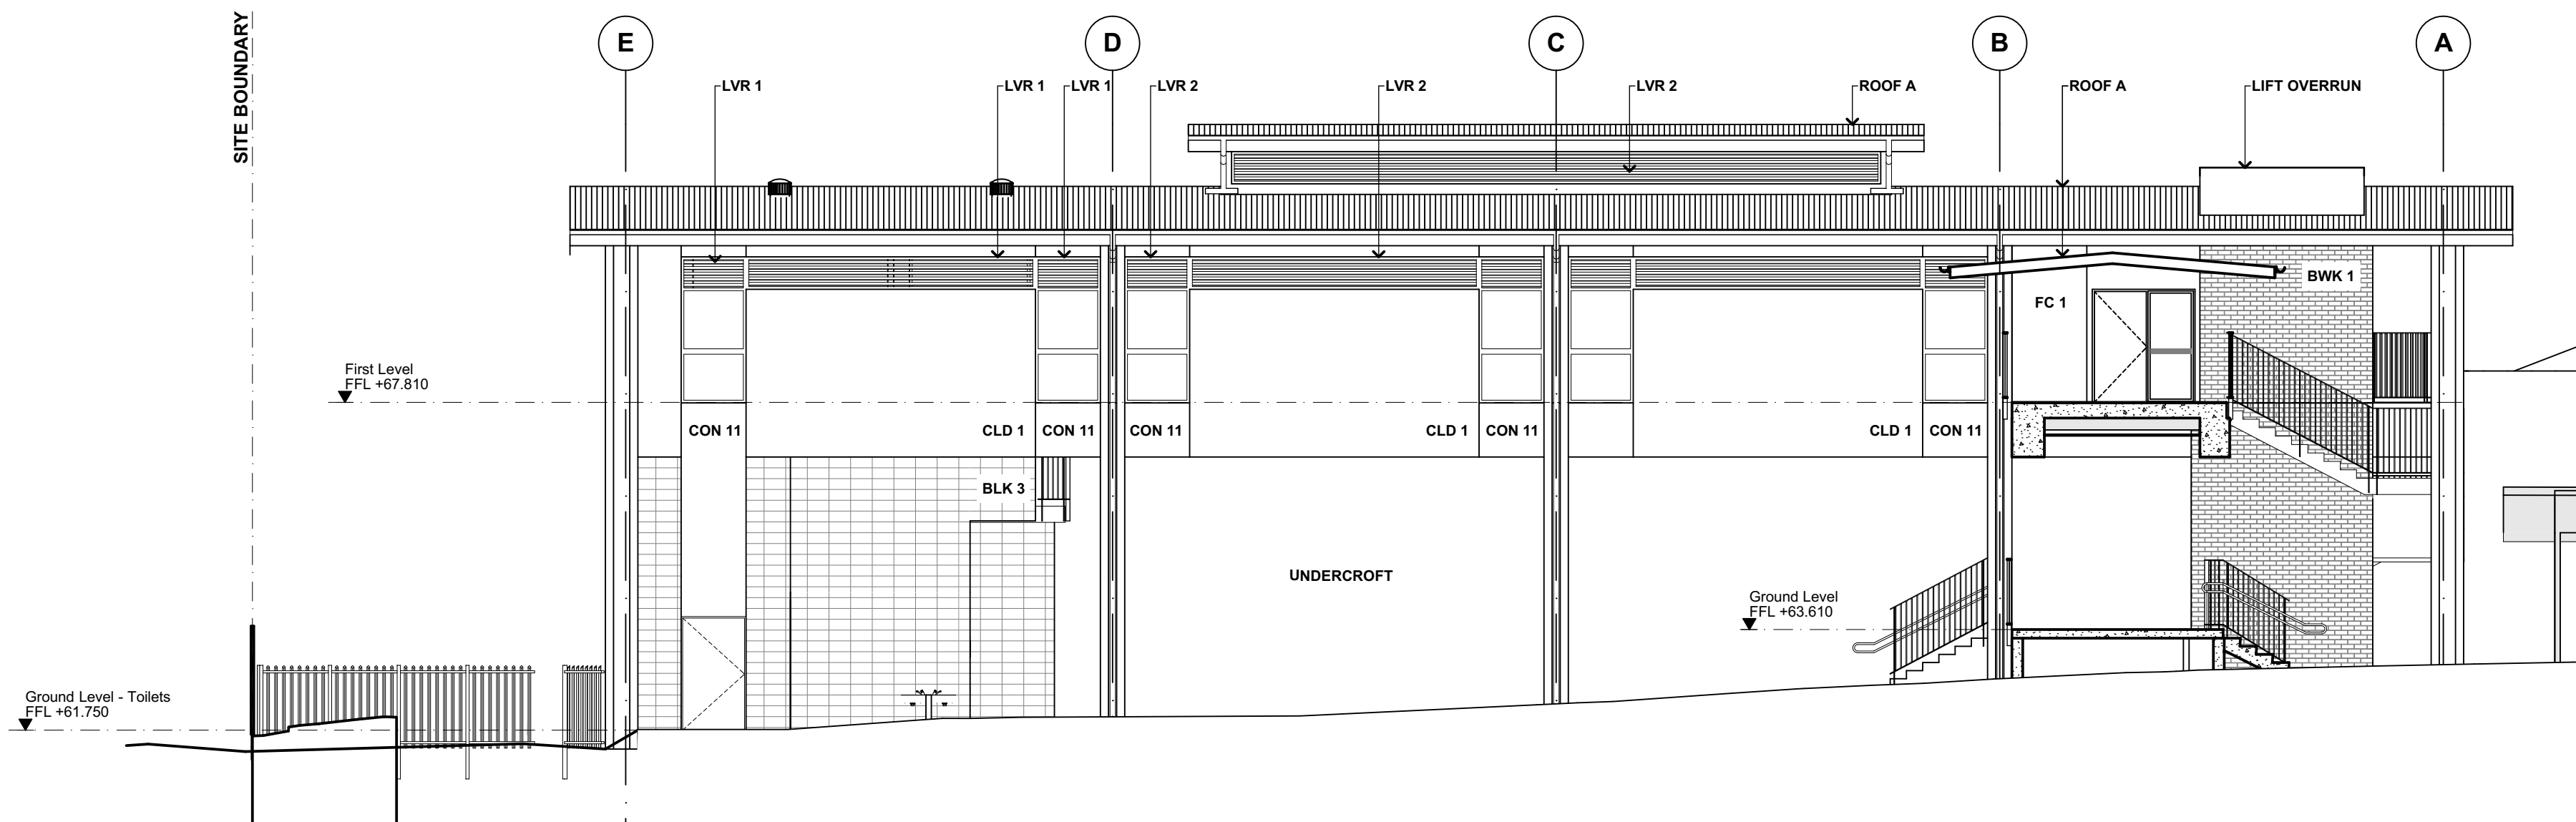 SITE BOUNDARY
E
D
C
B
A
LVR 1
LVR 1
LVR 1
LVR 2
LVR 2
LVR 2
ROOF A
ROOF A
LIFT OVERRUN
BWK 1
FC 1
First Level
FFL +67.810
CON 11
CLD 1
CON 11
CON 11
CLD 1
CON 11
CLD 1
CON 11
BLK 3
UNDERCROFT
Ground Level
FFL +63.610
Ground Level - Toilets
FFL +61.750